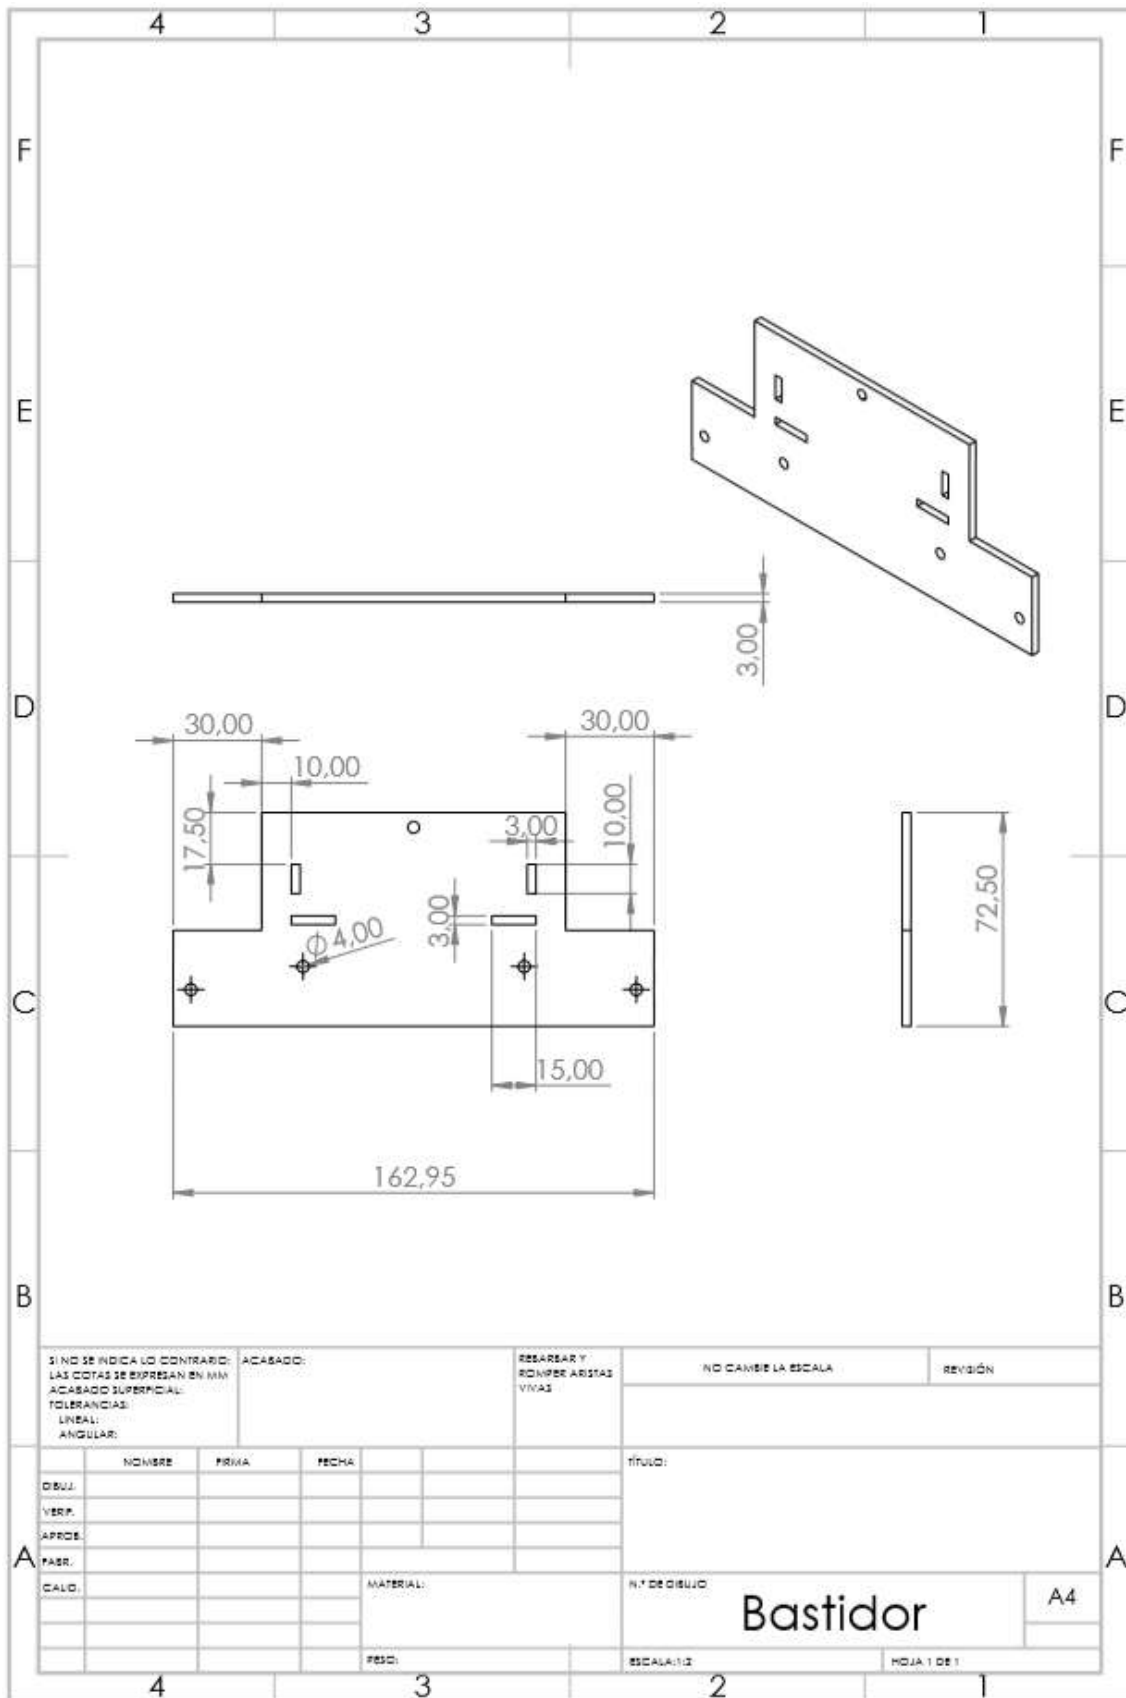 4 3 2 1
F F
E E
3,00
D D
30,00 30,00
10,00
17,50 3,00 10,00
72,50
3,00
Ø 4,00
C C
15,00
162,95
B B
SI NO SE INDICA LO CONTRARIO:
LAS COTAS SE EXPRESAN EN MM
ACABADO SUPERFICIAL:
TOLERANCIAS:
LINEAL:
ANGULAR:
ACABADO:
REBARBAR Y
ROMPER ARISTAS
VIVAS
NO CAMBIE LA ESCALA
REVISIÓN
NOMBRE FIRMA FECHA
TÍTULO:
DIBUJ.
VERIF.
APROB.
A FABR. A
CALID.
MATERIAL:
N.º DE DIBUJO
Bastidor
A4
PESO:
ESCALA:1:2
HOJA 1 DE 1
4 3 2 1